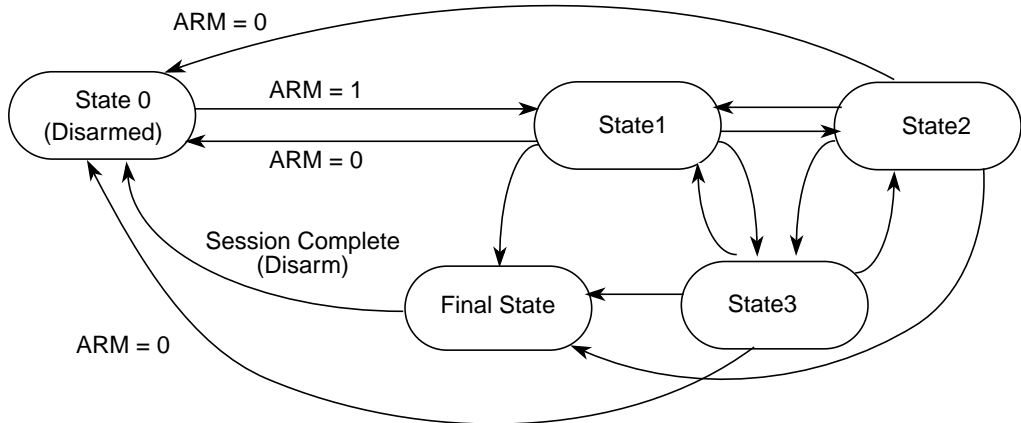 ARM = 0
State 0
(Disarmed)
ARM = 1
State1
State2
ARM = 0
Session Complete
(Disarm)
Final State
State3
ARM = 0